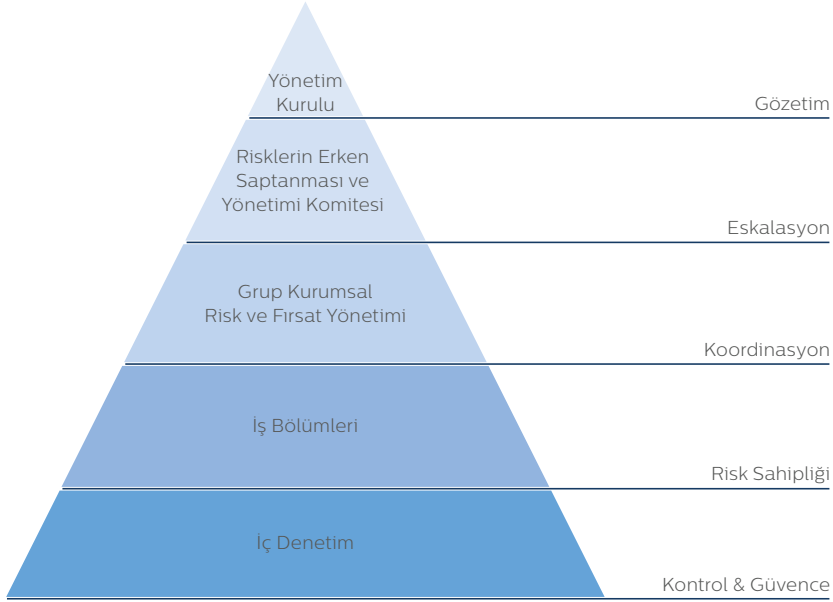 Yönetim
Kurulu
Gözetim
Risklerin Erken
Saptanması ve
Yönetimi Komitesi
Eskalasyon
Grup Kurumsal
Risk ve Fırsat Yönetimi
Koordinasyon
İş Bölümleri
Risk Sahipliği
İç Denetim
Kontrol & Güvence